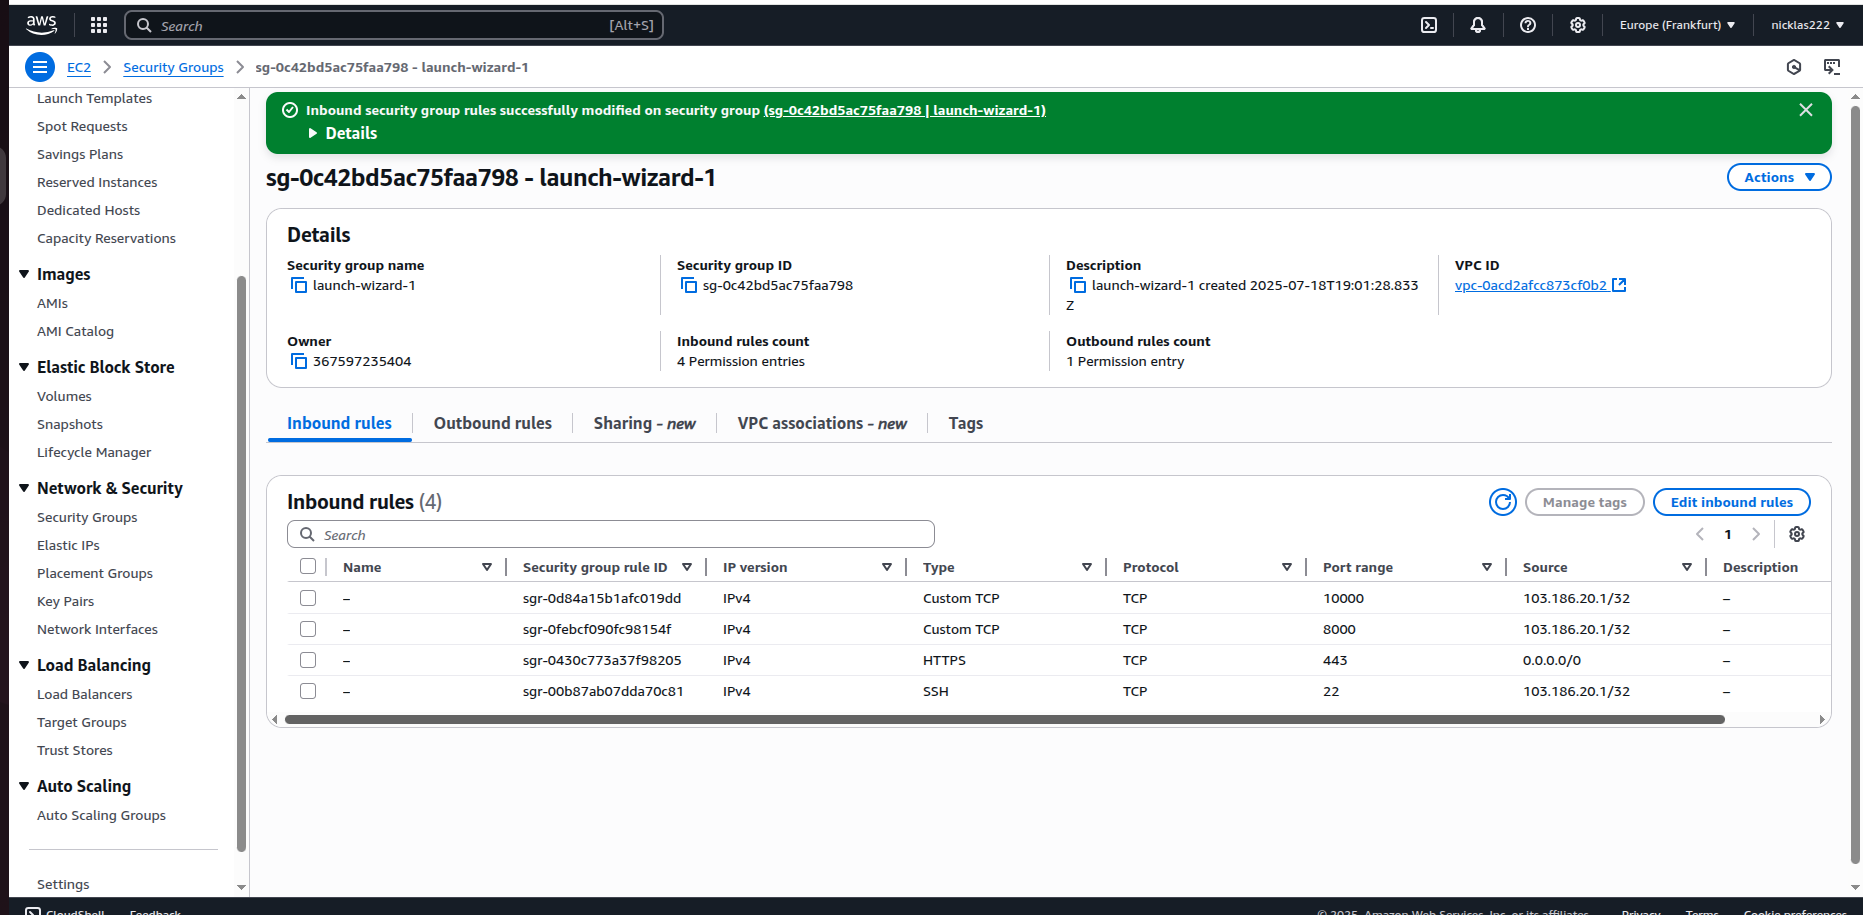 aws
Search [Alt+S]
Europe (Frankfurt)
nicklas222
EC2
Security Groups
sg-0c42bd5ac75faa798 - launch-wizard-1
Launch Templates
Spot Requests
Savings Plans
Reserved Instances
Dedicated Hosts
Capacity Reservations
Images
AMIs
AMI Catalog
Elastic Block Store
Volumes
Snapshots
Lifecycle Manager
Network & Security
Security Groups
Elastic IPs
Placement Groups
Key Pairs
Network Interfaces
Load Balancing
Load Balancers
Target Groups
Trust Stores
Auto Scaling
Auto Scaling Groups
Settings
Inbound security group rules successfully modified on security group (sg-0c42bd5ac75faa798 | launch-wizard-1)
Details
sg-0c42bd5ac75faa798 - launch-wizard-1
Actions
Details
Security group name
launch-wizard-1
Security group ID
sg-0c42bd5ac75faa798
Description
launch-wizard-1 created 2025-07-18T19:01:28.833
Z
VPC ID
vpc-0acd2afcc873cf0b2
Owner
367597235404
Inbound rules count
4 Permission entries
Outbound rules count
1 Permission entry
Inbound rules
Outbound rules
Sharing - new
VPC associations - new
Tags
Inbound rules (4)
Manage tags
Edit inbound rules
Search
1
Name Security group rule ID IP version Type Protocol Port range Source Description
– sgr-0d84a15b1afc019dd IPv4 Custom TCP TCP 10000 103.186.20.1/32 –
– sgr-0febcf090fc98154f IPv4 Custom TCP TCP 8000 103.186.20.1/32 –
– sgr-0430c773a37f98205 IPv4 HTTPS TCP 443 0.0.0.0/0 –
– sgr-00b87ab07dda70c81 IPv4 SSH TCP 22 103.186.20.1/32 –
CloudShell
Feedback
© 2025, Amazon Web Services, Inc. or its affiliates.
Privacy
Terms
Cookie preferences